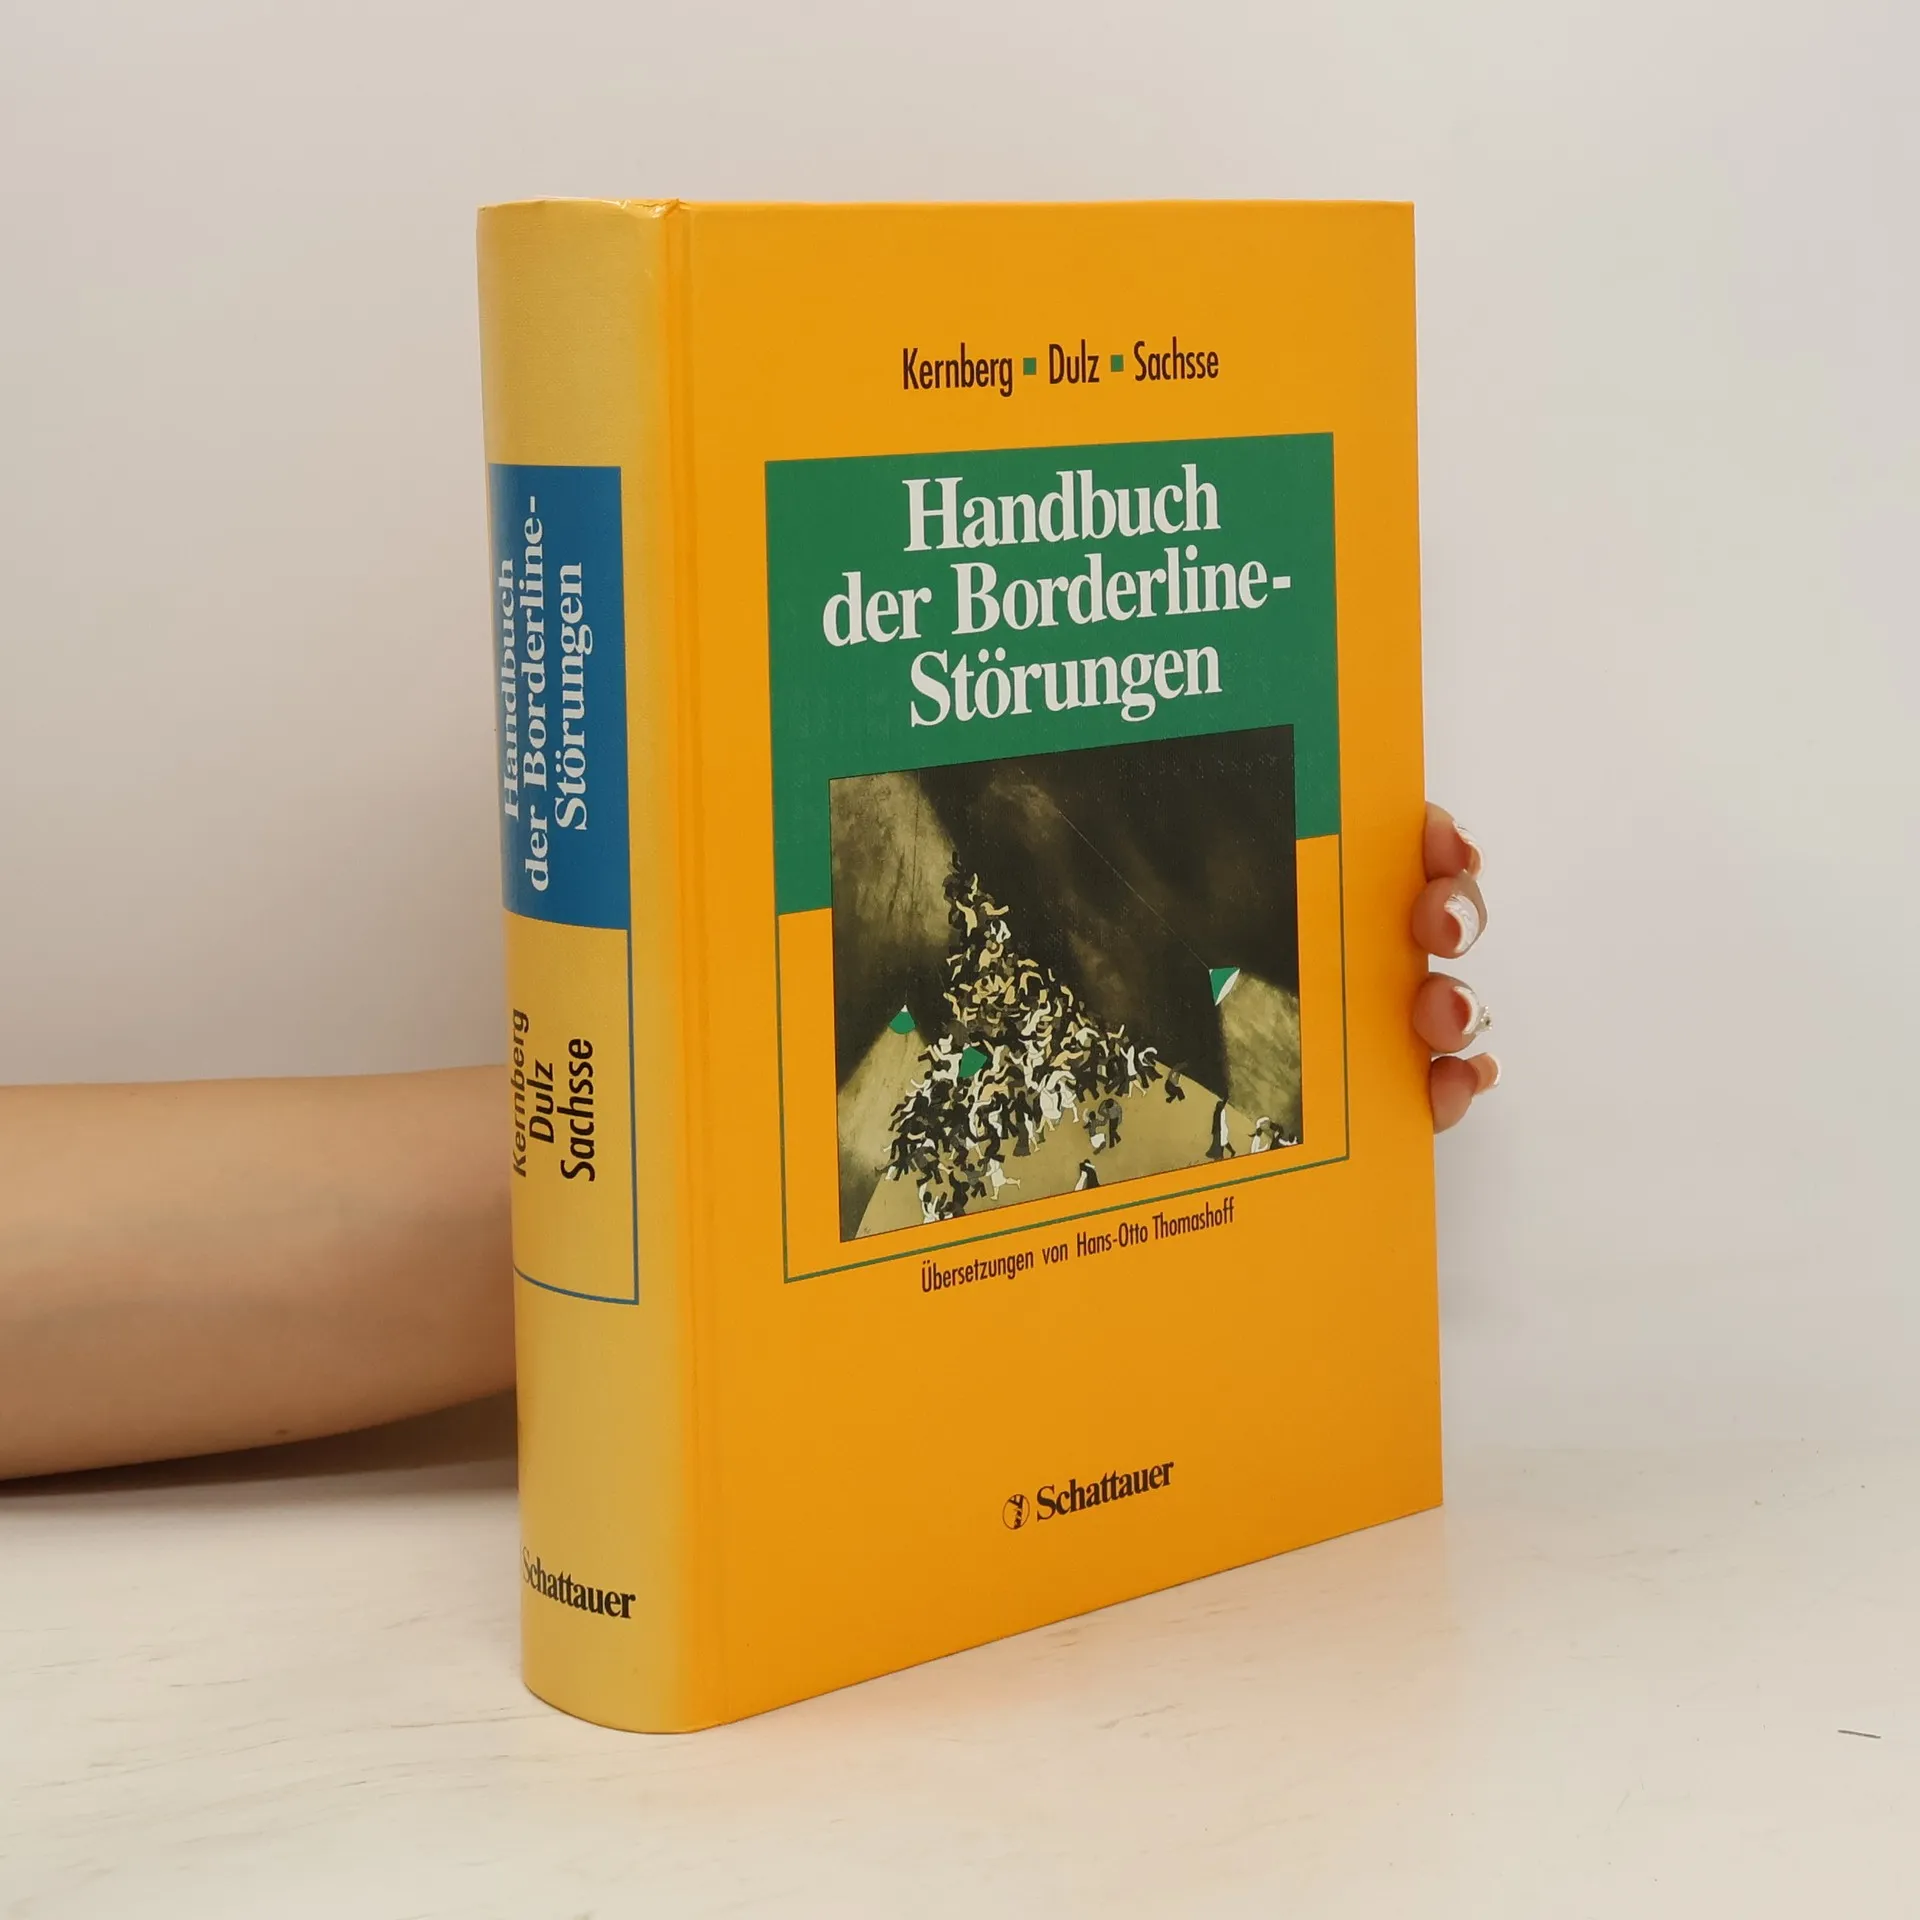 Kernberg ▪ Dulz ▪ Sachsse
Handbuch
der Borderline-
Störungen
Übersetzungen von Hans-Otto Thomashoff
Schattauer
Handbuch
der Borderline-
Störungen
Kernberg
Dulz
Sachsse
Schattauer